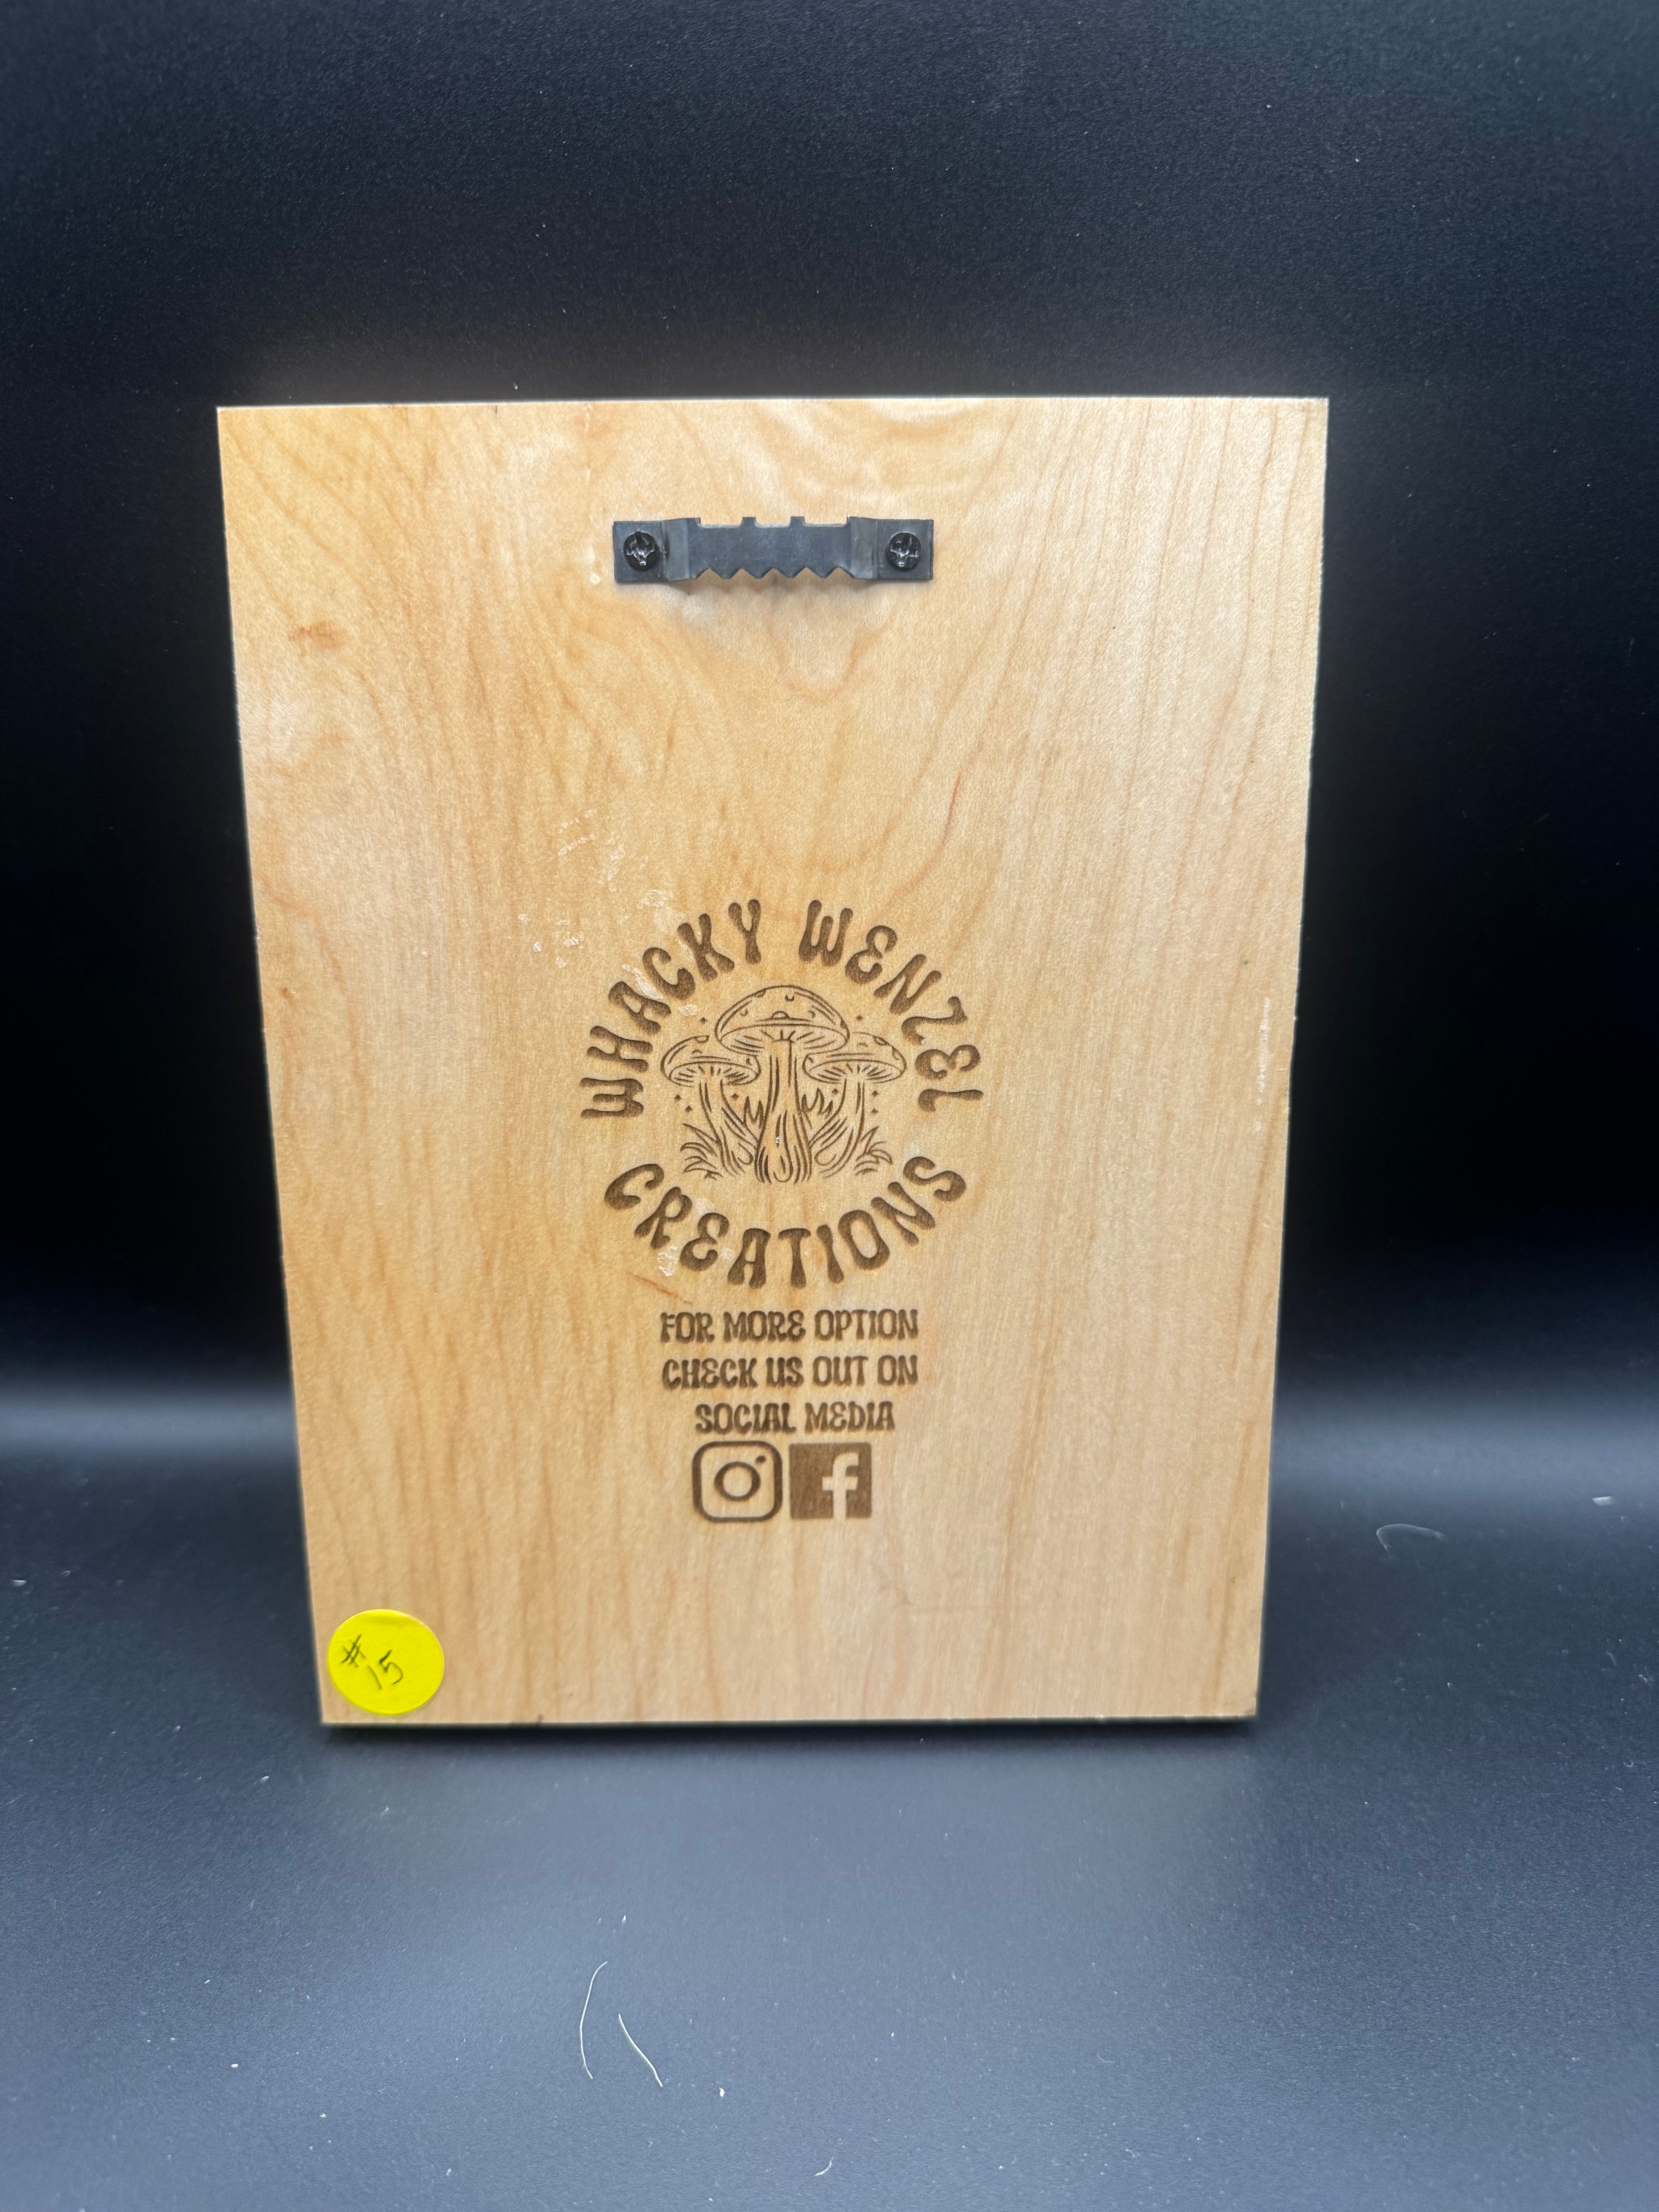 WHACKY WENZEL
CREATIONS
FOR MORE OPTION
CHECK US OUT ON
SOCIAL MEDIA
f
#
15